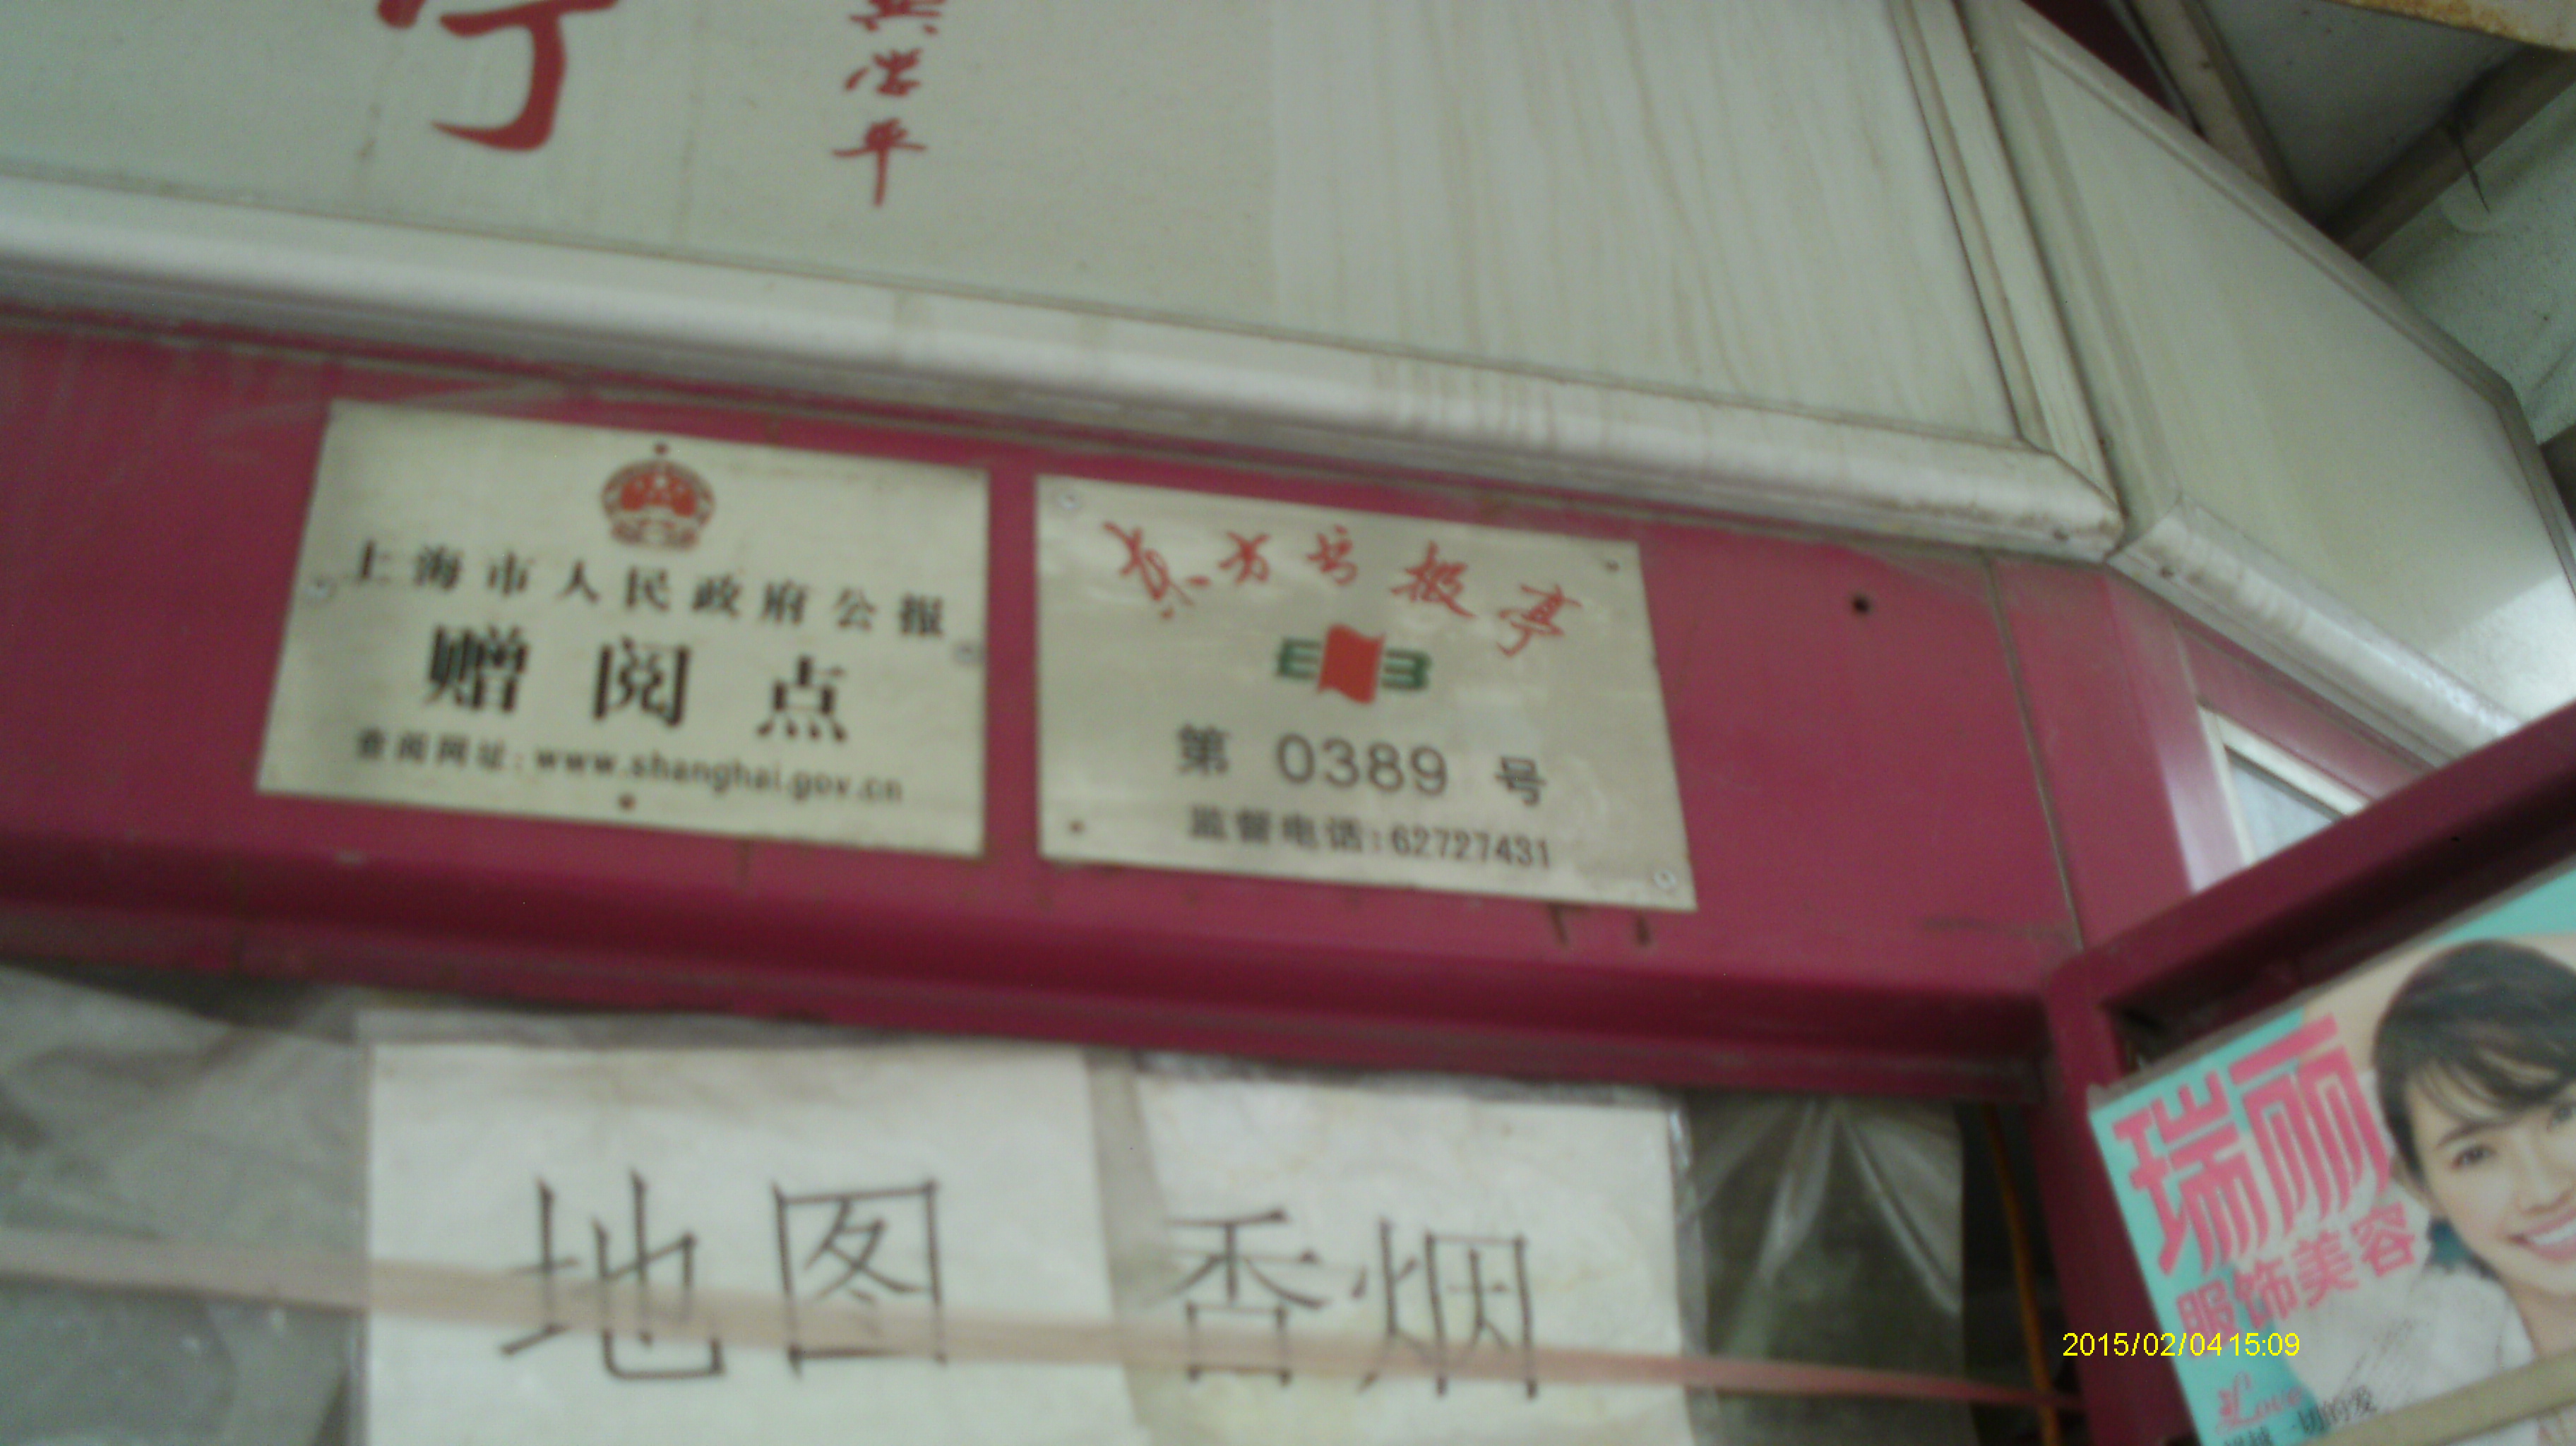 上海市人民政府公报
赠阅点
查阅网址:www.shanghai.gov.cn
东方书报亭
EB
第 0389 号
监督电话:62727431
地图
香烟
瑞丽
服饰美容
Love
2015/02/04 15:09